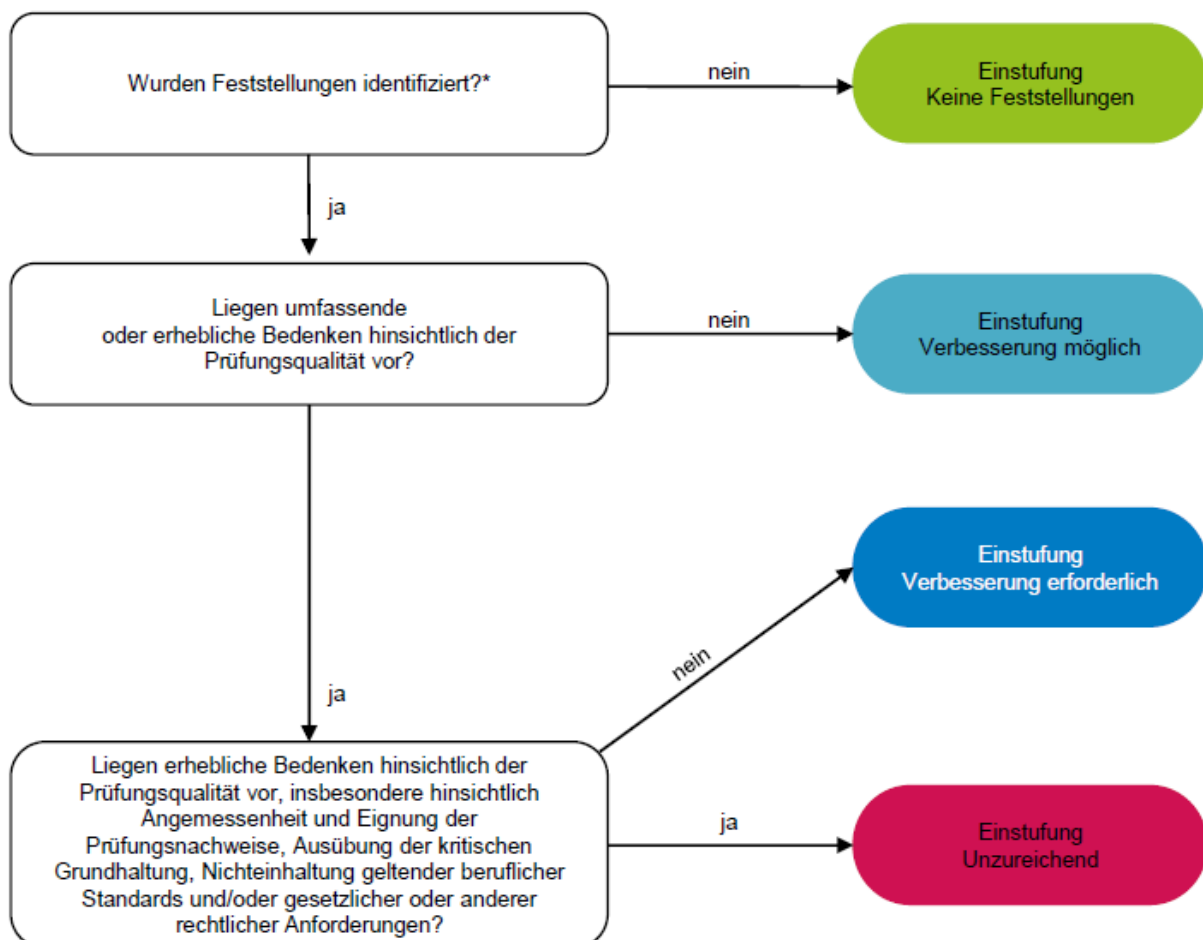 Wurden Feststellungen identifiziert?*
nein
Einstufung
Keine Feststellungen
ja
Liegen umfassende
oder erhebliche Bedenken hinsichtlich der
Prüfungsqualität vor?
nein
Einstufung
Verbesserung möglich
ja
Einstufung
Verbesserung erforderlich
nein
Liegen erhebliche Bedenken hinsichtlich der
Prüfungsqualität vor, insbesondere hinsichtlich
Angemessenheit und Eignung der
Prüfungsnachweise, Ausübung der kritischen
Grundhaltung, Nichteinhaltung geltender beruflicher
Standards und/oder gesetzlicher oder anderer
rechtlicher Anforderungen?
ja
Einstufung
Unzureichend